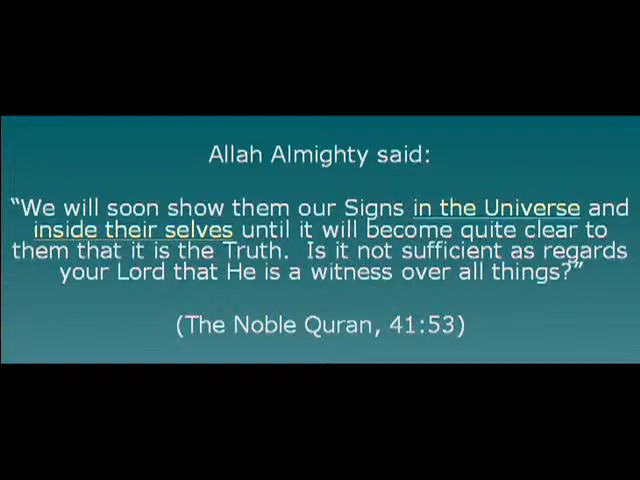 Allah Almighty said:
“We will soon show them our Signs in the Universe and
inside their selves until it will become quite clear to
them that it is the Truth.  Is it not sufficient as regards
your Lord that He is a witness over all things?”
(The Noble Quran, 41:53)